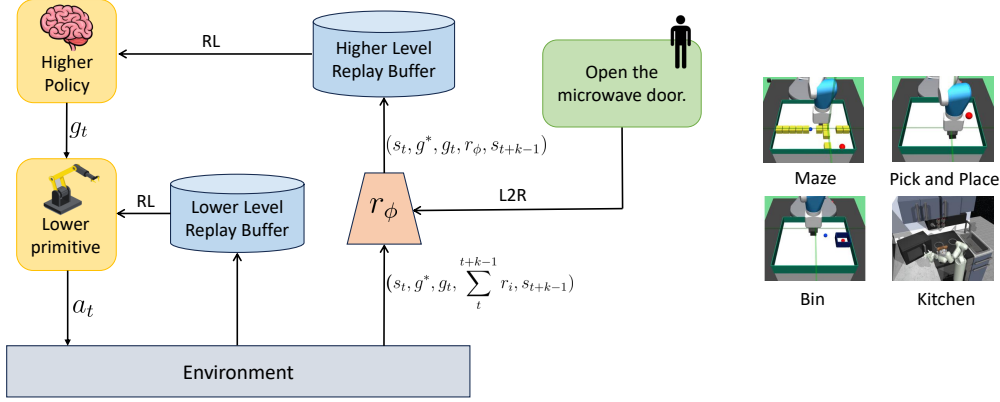 Higher
Policy
RL
Higher Level
Replay Buffer
Open the
microwave door.
g_t
(s_t, g^*, g_t, r_ϕ, s_{t+k-1})
Lower
primitive
RL
Lower Level
Replay Buffer
r_ϕ
L2R
(s_t, g^*, g_t, \sum_t^{t+k-1} r_i, s_{t+k-1})
a_t
Environment
Maze
Pick and Place
Bin
Kitchen